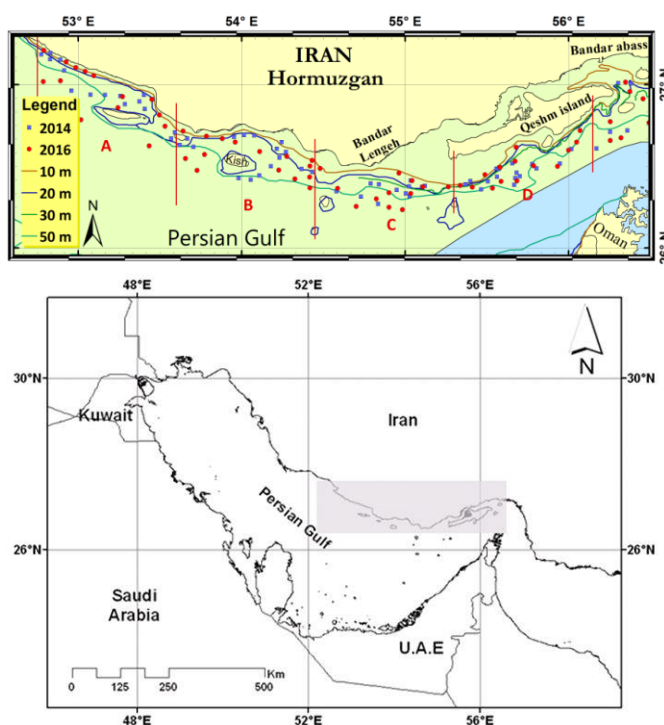 53°
54°
55°
56°
IRAN
Hormuzgan
Bandar abass
27°
Legend
2014
2016
10 m
20 m
30 m
50 m
N
A
B
C
D
Kish
Bandar
Lengeh
Qeshm island
Persian Gulf
Oman
26°
48°E
52°E
56°E
30°N
30°N
Kuwait
Iran
N
Persian Gulf
26°N
26°N
Saudi
Arabia
U.A.E
Km
0
125
250
500
48°E
52°E
56°E